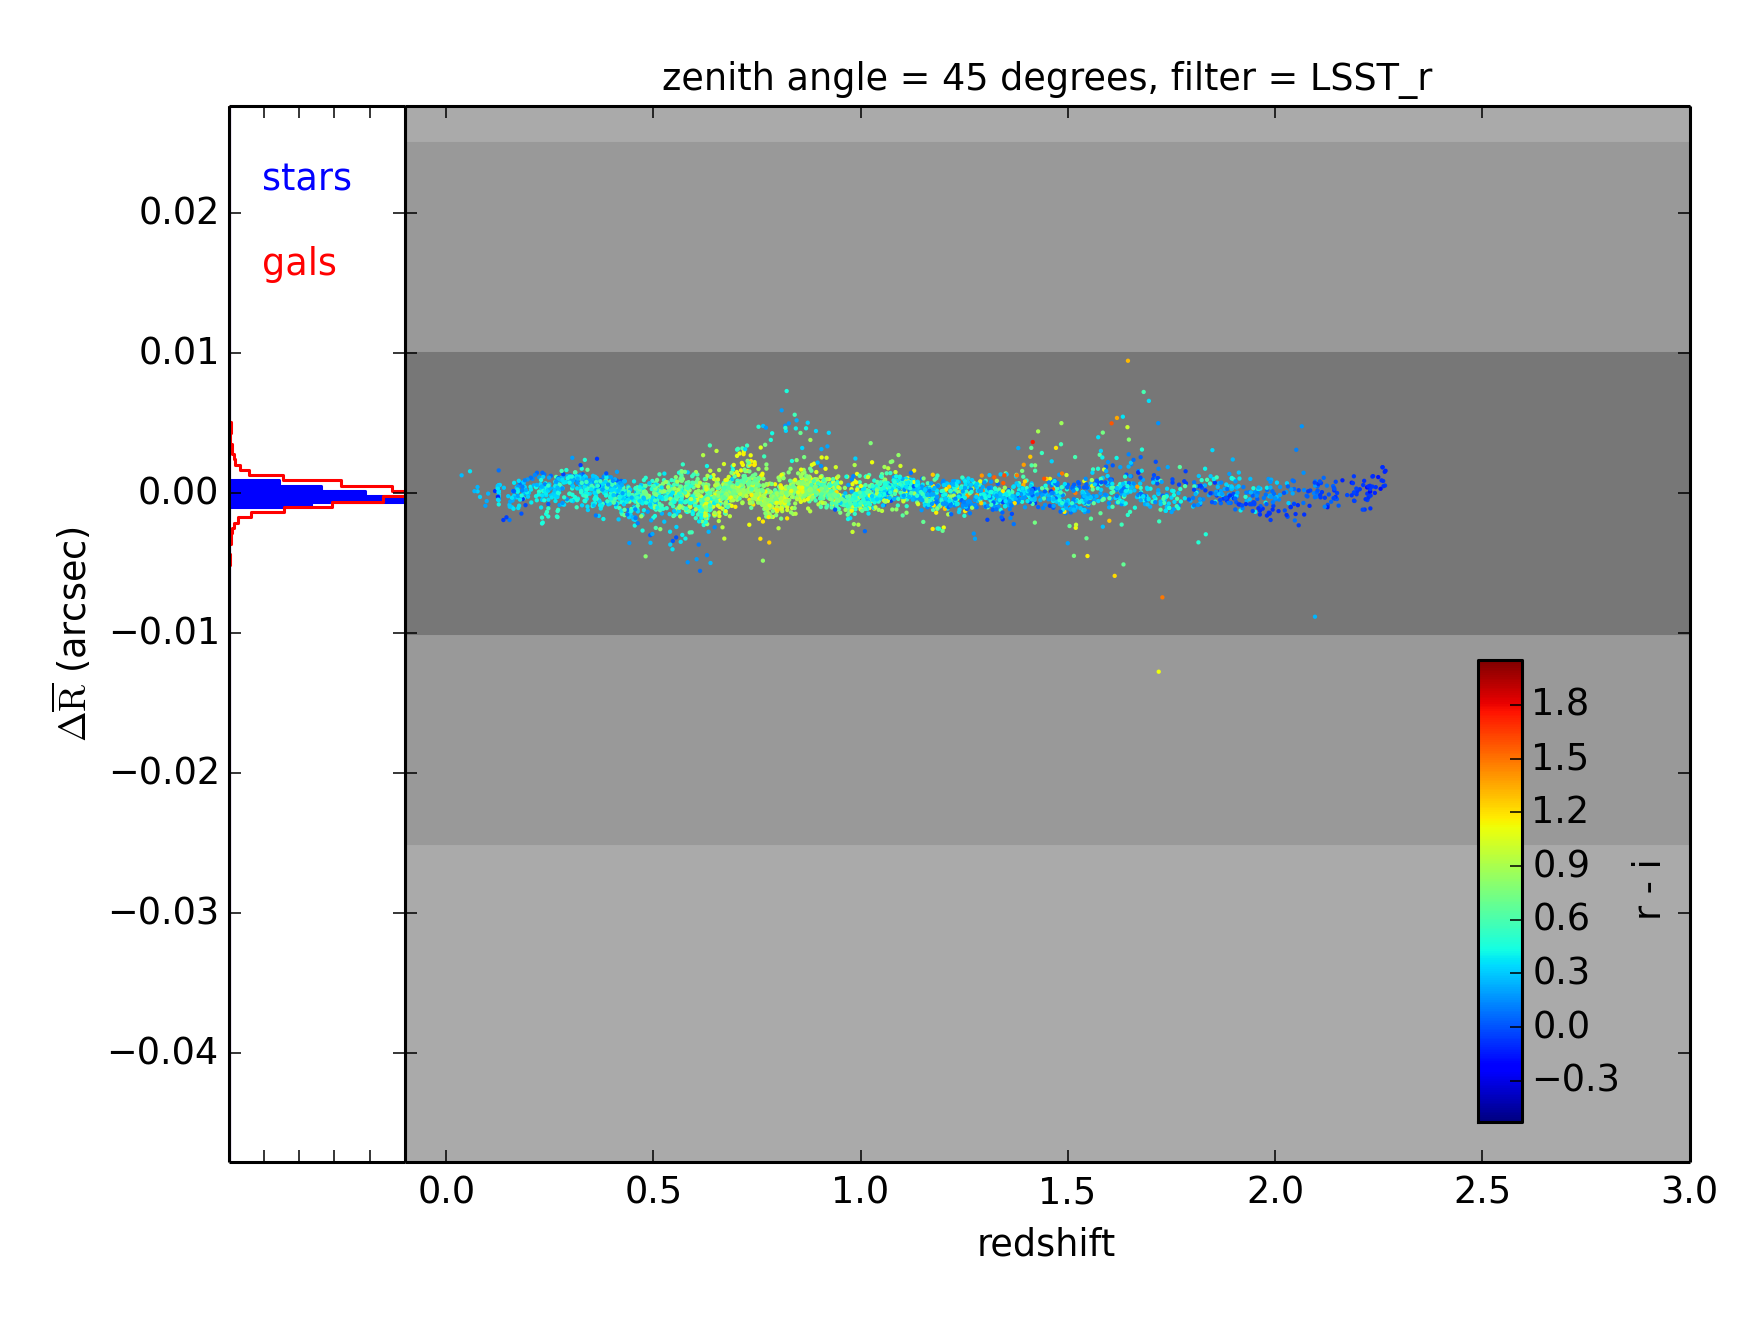 zenith angle = 45 degrees, filter = LSST_r
stars
gals
0.02
0.01
0.00
−0.01
−0.02
−0.03
−0.04
ΔR̅ (arcsec)
1.8
1.5
1.2
0.9
0.6
0.3
0.0
−0.3
r - i
0.0 0.5 1.0 1.5 2.0 2.5 3.0
redshift